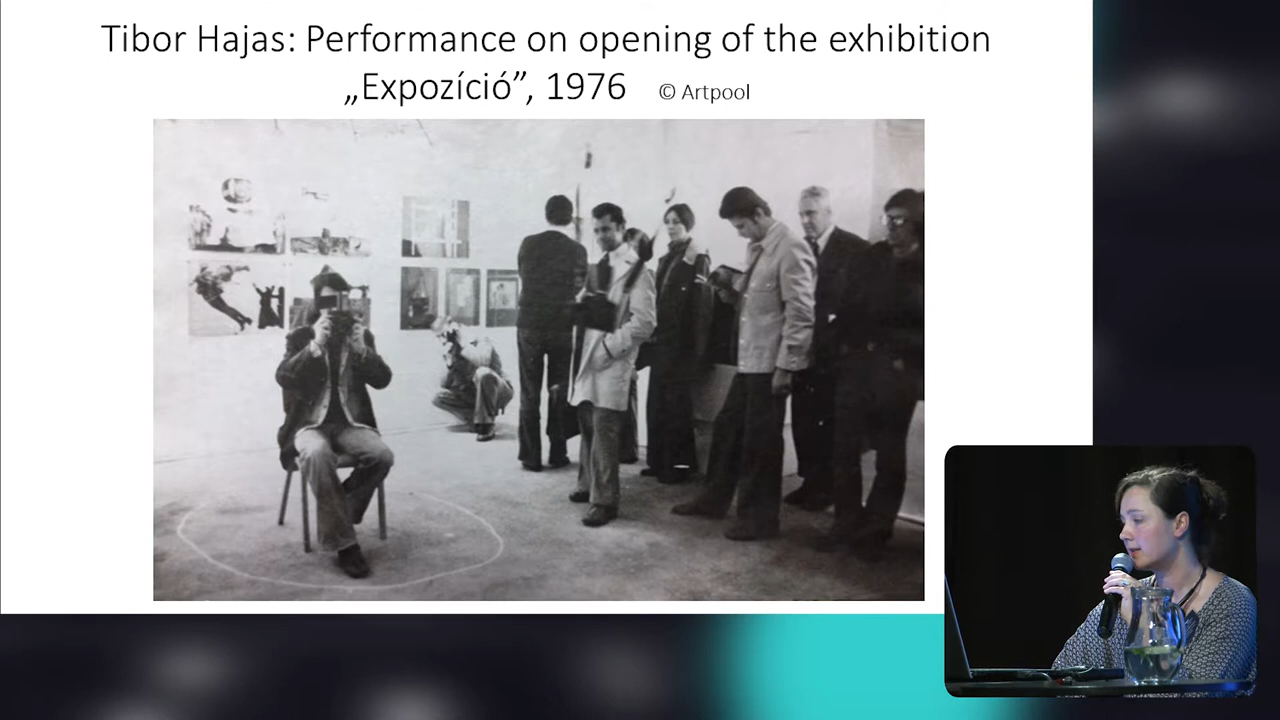 Tibor Hajas: Performance on opening of the exhibition
„Expozíció”, 1976 © Artpool